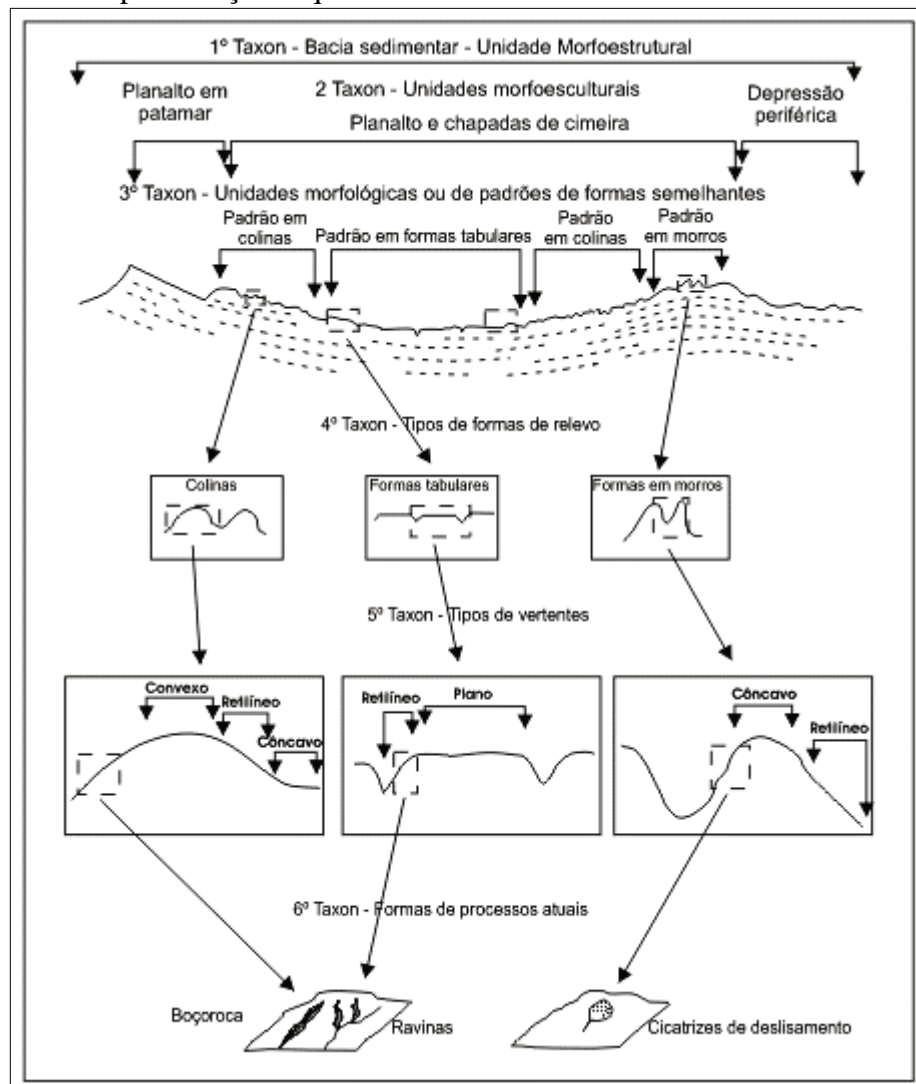 1º Taxon - Bacia sedimentar - Unidade Morfoestrutural
Planalto em
patamar
2 Taxon - Unidades morfoesculturais
Depressão
periférica
Planalto e chapadas de cimeira
3º Taxon - Unidades morfológicas ou de padrões de formas semelhantes
Padrão em
colinas
Padrão em formas tabulares
Padrão
em colinas
Padrão
em morros
4º Taxon - Tipos de formas de relevo
Colinas
Formas tabulares
Formas em morros
5º Taxon - Tipos de vertentes
Convexo
Retilíneo
Côncavo
Retilíneo
Plano
Côncavo
Retilíneo
6º Taxon - Formas de processos atuais
Boçoroca
Ravinas
Cicatrizes de deslisamento